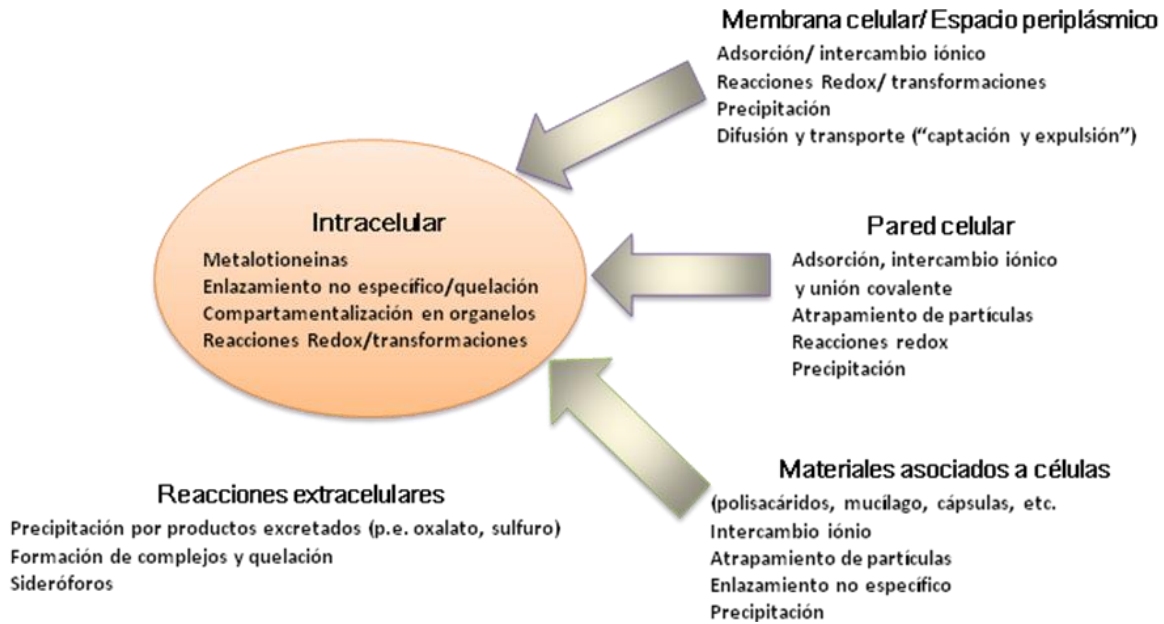 Membrana celular/ Espacio periplásmico
Adsorción/ intercambio iónico
Reacciones Redox/ transformaciones
Precipitación
Difusión y transporte (“captación y expulsión”)
Intracelular
Metalotioneinas
Enlazamiento no específico/quelación
Compartamentalización en organelos
Reacciones Redox/transformaciones
Pared celular
Adsorción, intercambio iónico
y unión covalente
Atrapamiento de partículas
Reacciones redox
Precipitación
Reacciones extracelulares
Precipitación por productos excretados (p.e. oxalato, sulfuro)
Formación de complejos y quelación
Sideróforos
Materiales asociados a células
(polisacáridos, mucílago, cápsulas, etc.
Intercambio iónio
Atrapamiento de partículas
Enlazamiento no específico
Precipitación